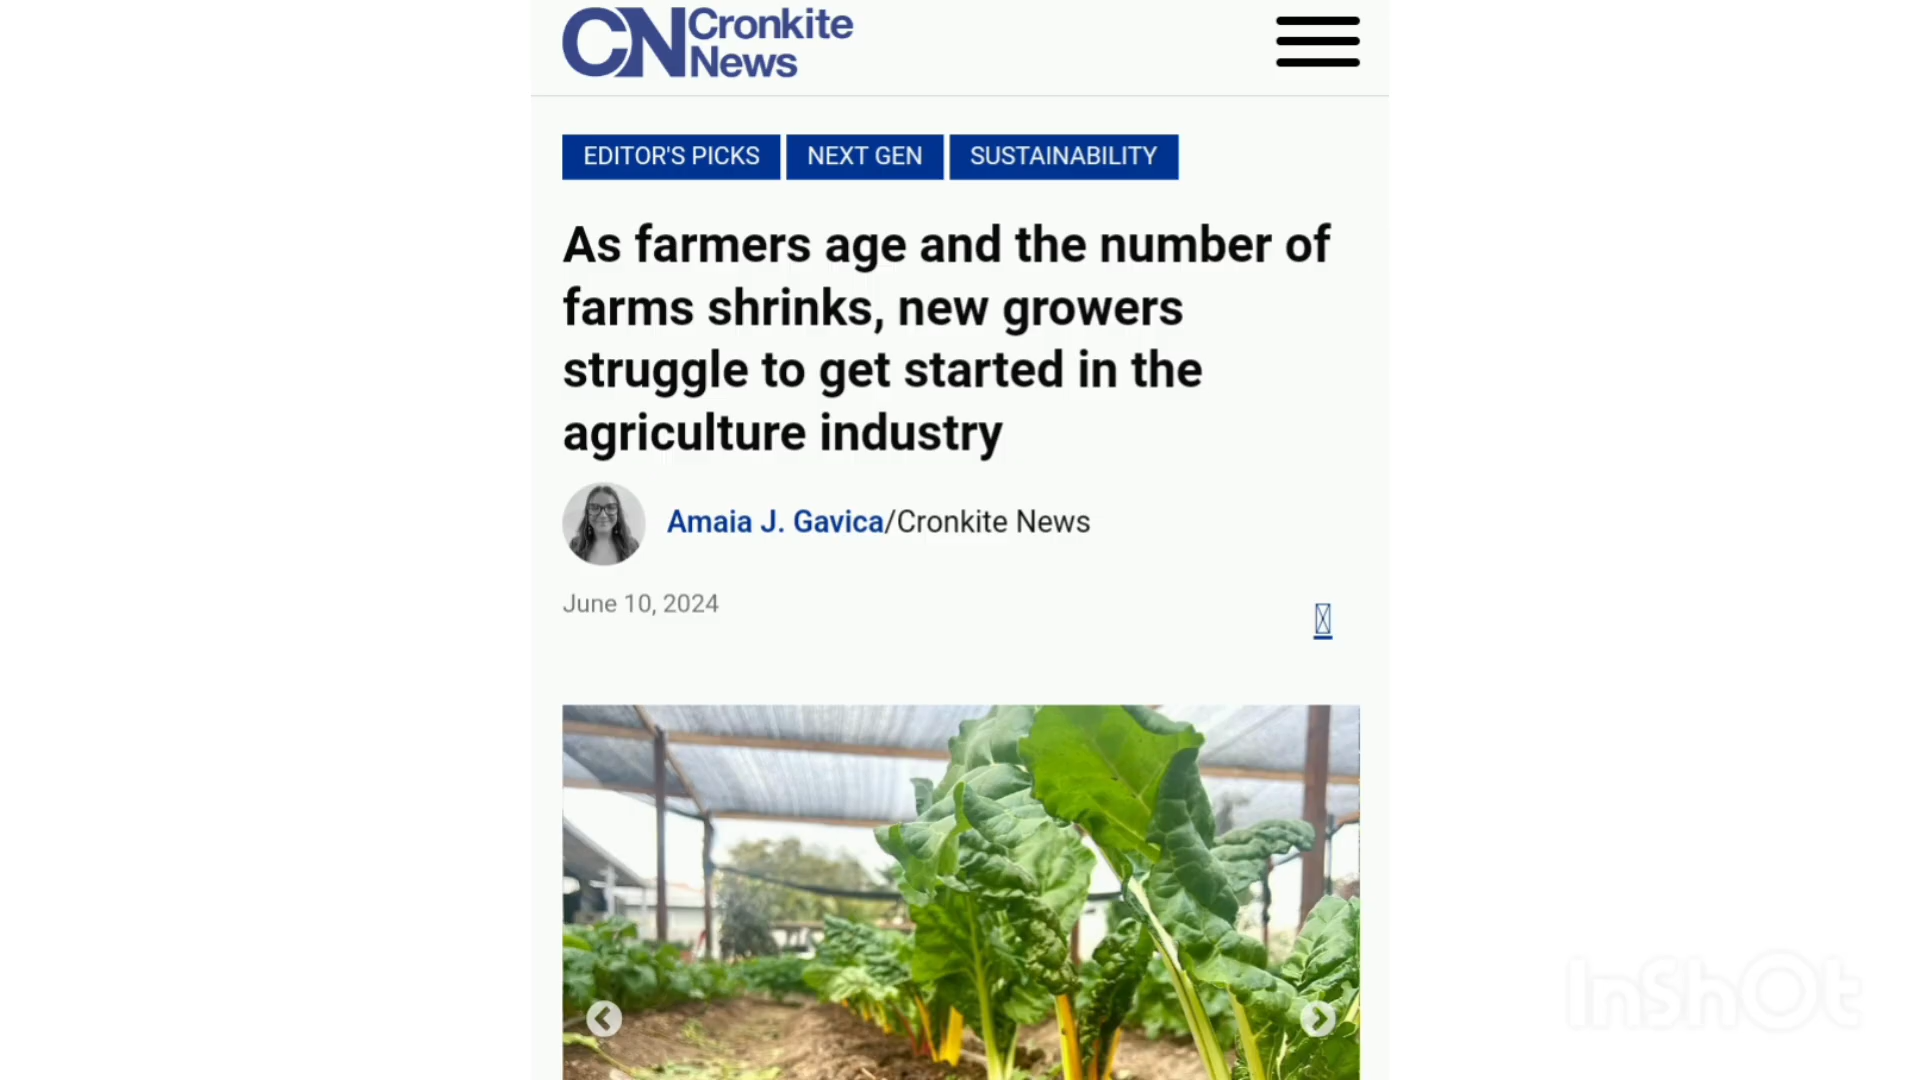 CN Cronkite
News
EDITOR'S PICKS NEXT GEN SUSTAINABILITY
As farmers age and the number of
farms shrinks, new growers
struggle to get started in the
agriculture industry
Amaia J. Gavica/Cronkite News
June 10, 2024
InShOt